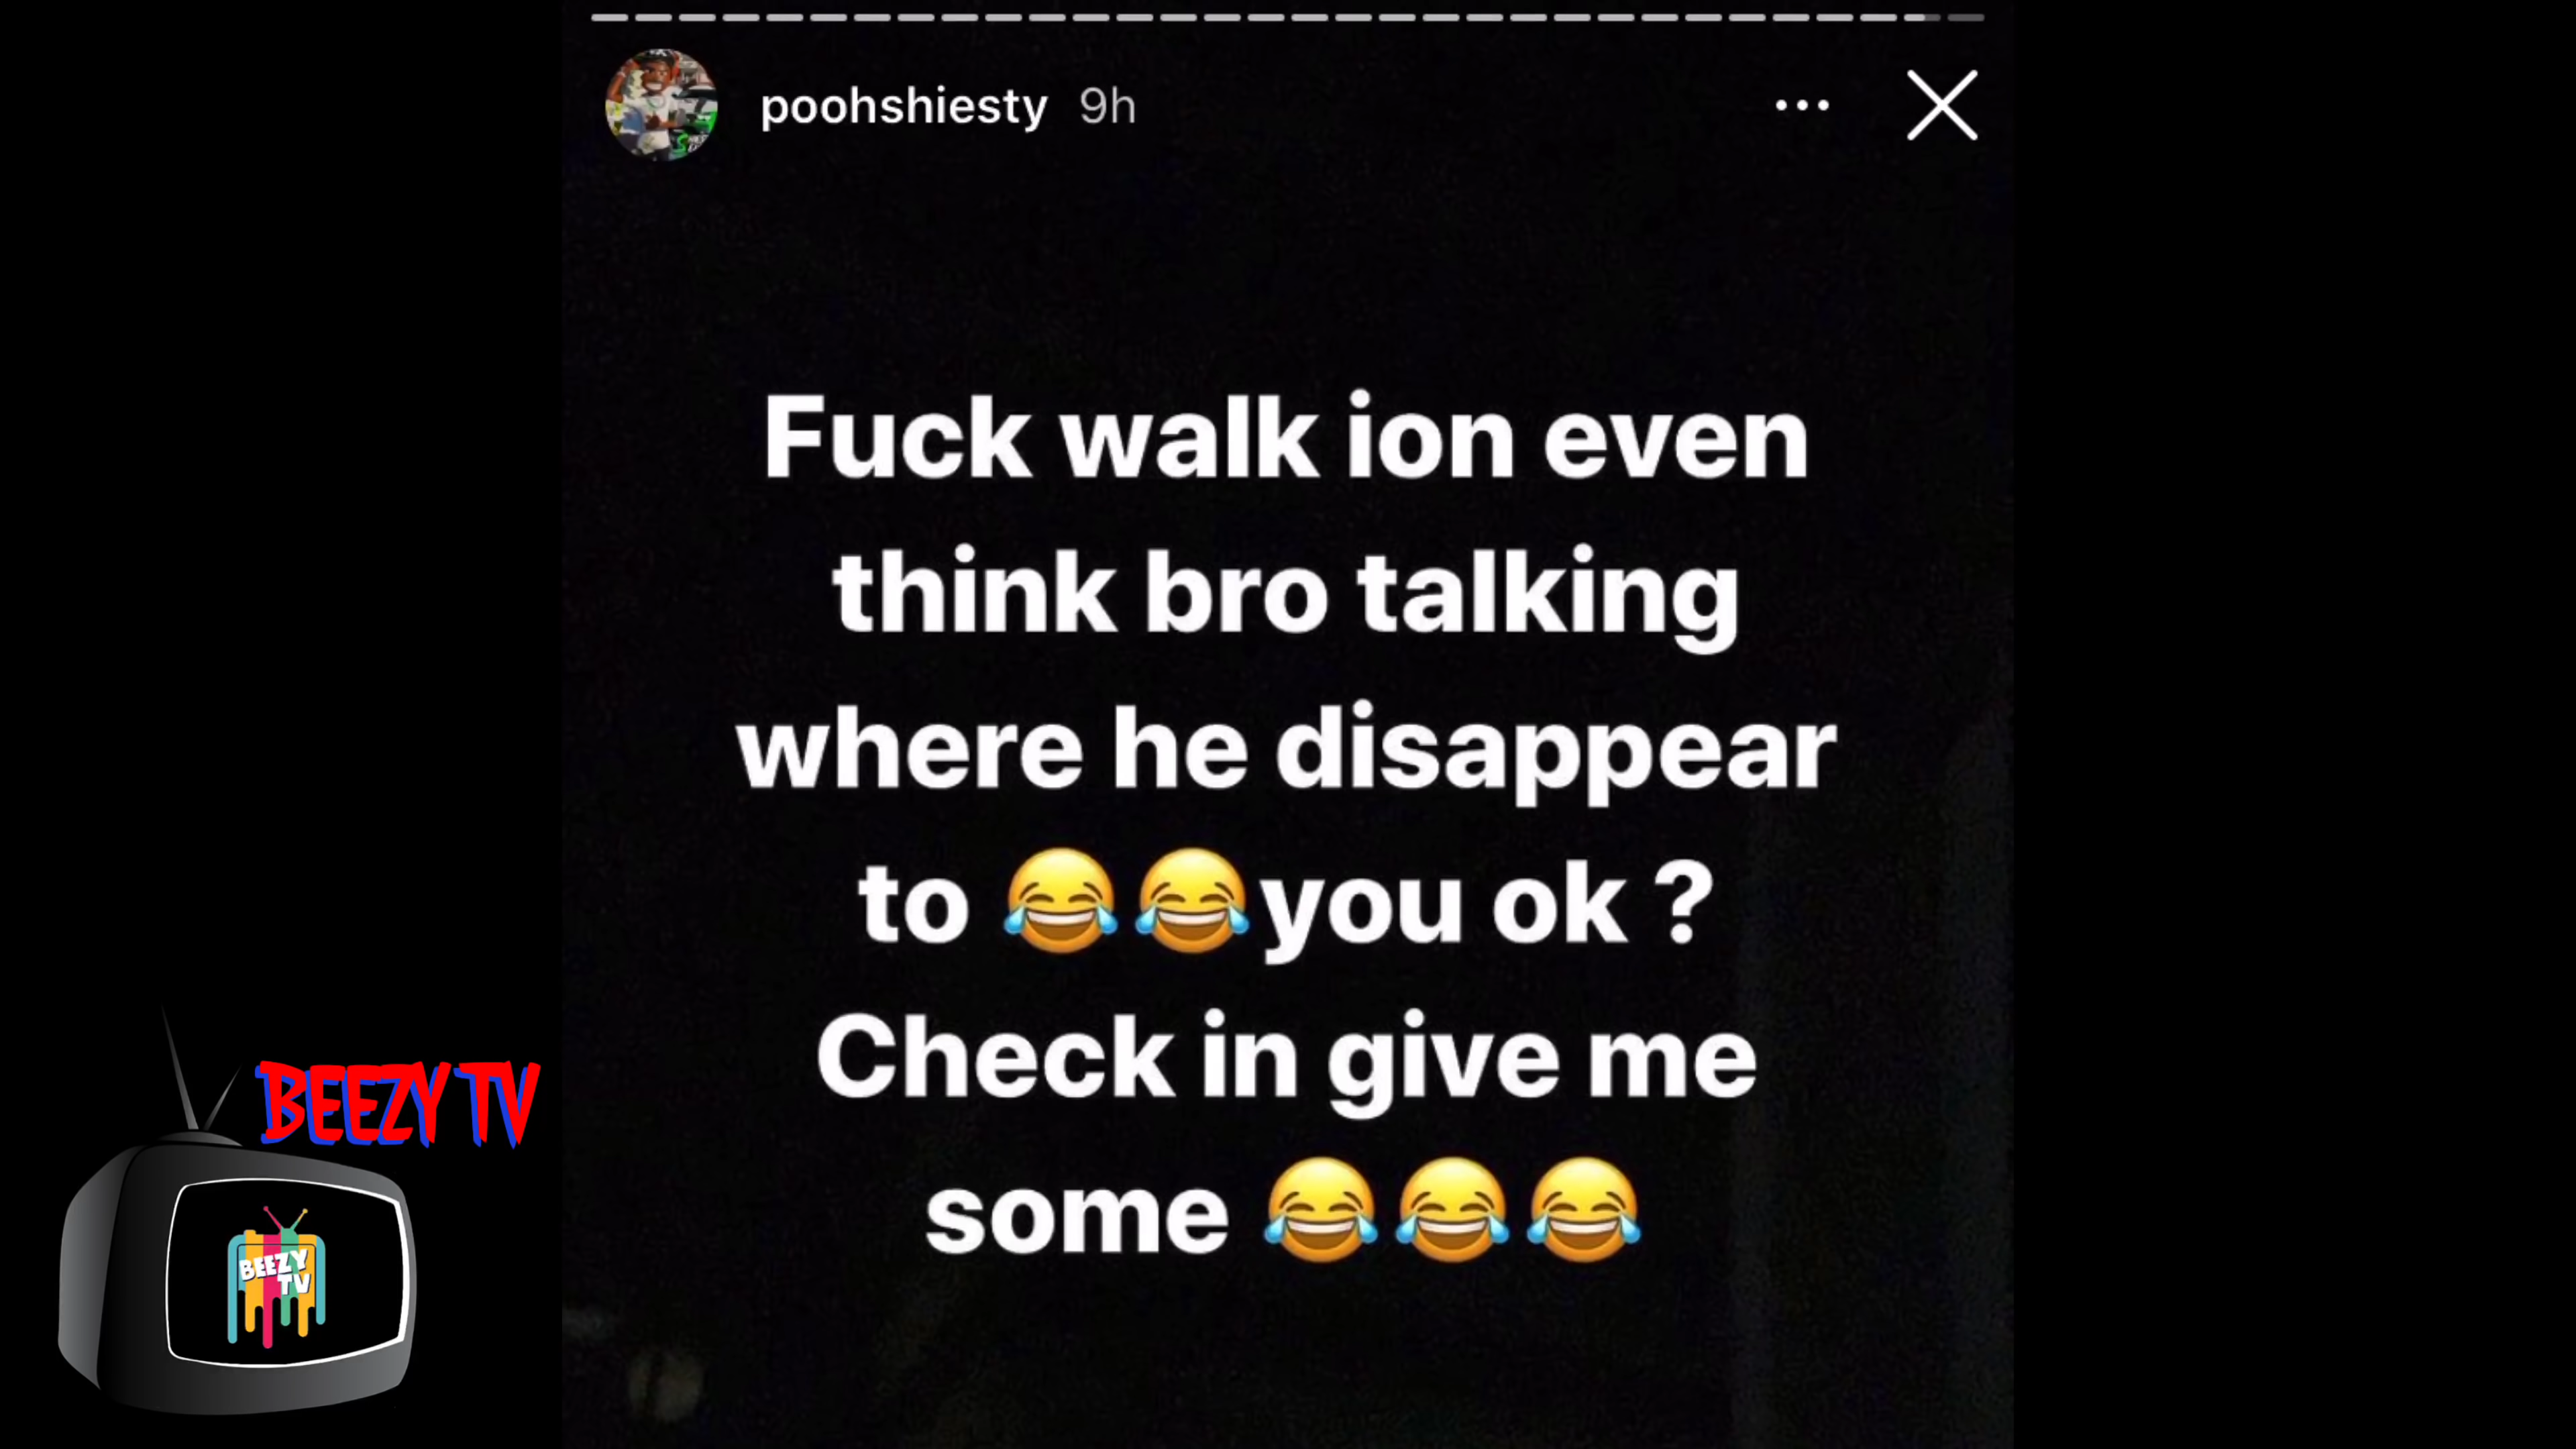 poohshiesty 9h
Fuck walk ion even
think bro talking
where he disappear
to 😂😂you ok ?
Check in give me
some 😂😂😂
BEEZY TV
BEEZY
TV